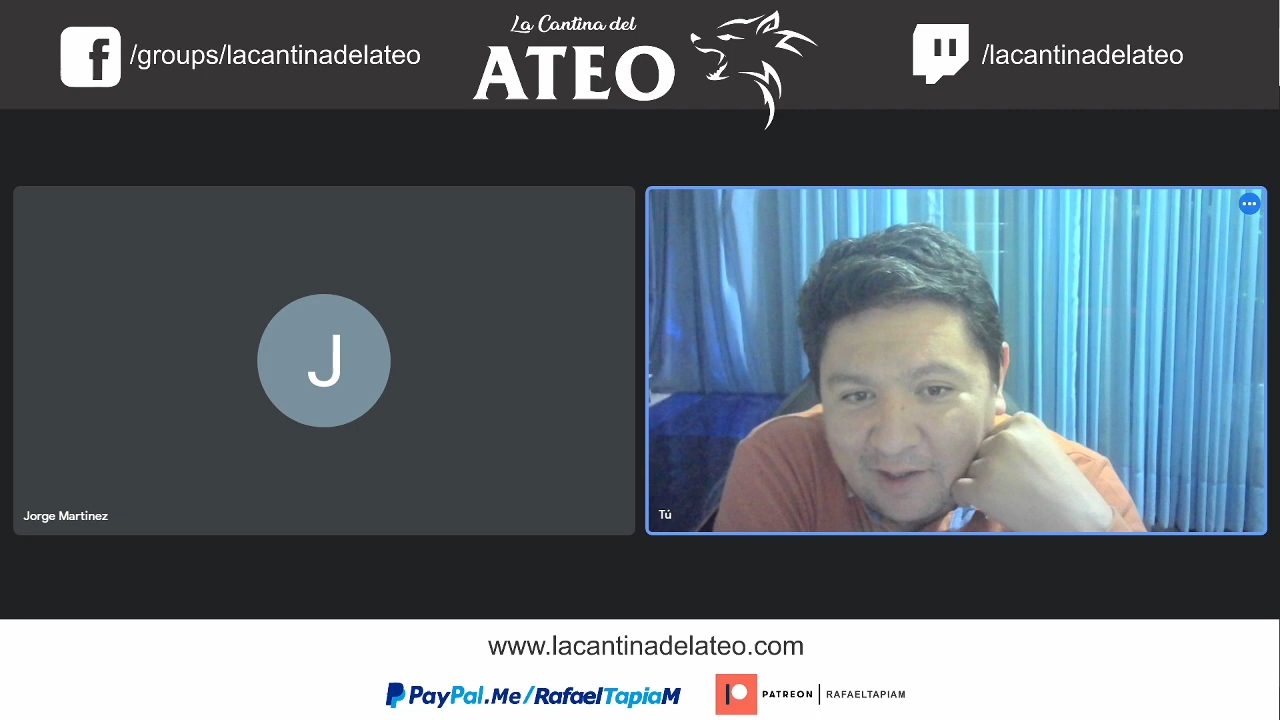 La Cantina del
ATEO
/groups/lacantinadelateo
/lacantinadelateo
J
Jorge Martinez
Tú
www.lacantinadelateo.com
PayPal.Me/RafaelTapiaM
PATREON | RAFAELTAPIAM